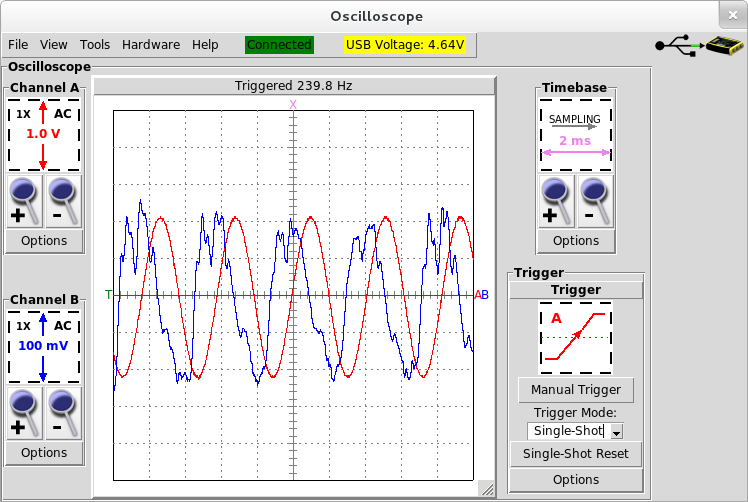 Oscilloscope
File View Tools Hardware Help Connected USB Voltage: 4.64V
Oscilloscope
Channel A
1X AC
1.0 V
+ -
Options
Channel B
1X AC
100 mV
+ -
Options
Triggered 239.8 Hz
X
T
AB
Timebase
SAMPLING
2 ms
+ -
Options
Trigger
Trigger
A
Manual Trigger
Trigger Mode:
Single-Shot
Single-Shot Reset
Options